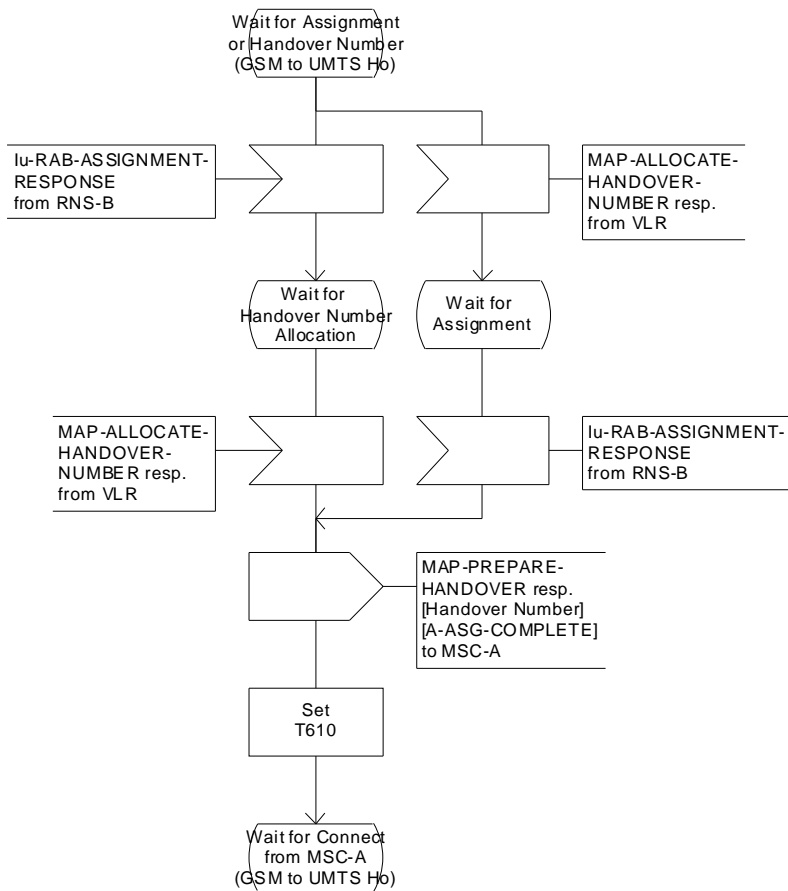 Wait for Assignment
or Handover Number
(GSM to UMTS Ho)
Iu-RAB-ASSIGNMENT-
RESPONSE
from RNS-B
MAP-ALLOCATE-
HANDOVER-
NUMBER resp.
from VLR
Wait for
Handover Number
Allocation
Wait for
Assignment
MAP-ALLOCATE-
HANDOVER-
NUMBER resp.
from VLR
Iu-RAB-ASSIGNMENT-
RESPONSE
from RNS-B
MAP-PREPARE-
HANDOVER resp.
[Handover Number]
[A-ASG-COMPLETE]
to MSC-A
Set
T610
Wait for Connect
from MSC-A
(GSM to UMTS Ho)